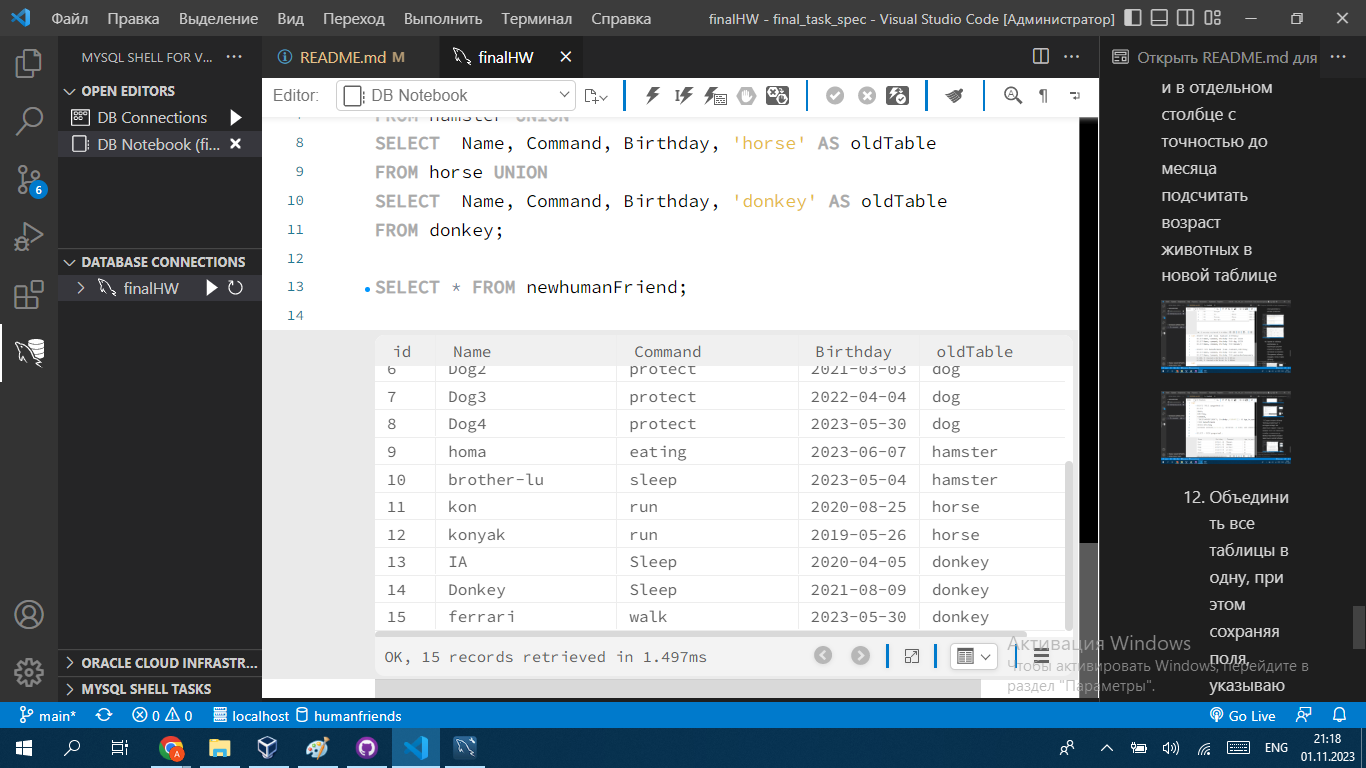 Файл Правка Выделение Вид Переход Выполнить Терминал Справка finalHW - final_task_spec - Visual Studio Code [Администратор]
MYSQL SHELL FOR V...
OPEN EDITORS
DB Connections
DB Notebook (fi...
6
DATABASE CONNECTIONS
finalHW
ORACLE CLOUD INFRASTR...
MYSQL SHELL TASKS
README.md M finalHW
Editor: DB Notebook
FROM hamster UNION
8 SELECT Name, Command, Birthday, 'horse' AS oldTable
9 FROM horse UNION
10 SELECT Name, Command, Birthday, 'donkey' AS oldTable
11 FROM donkey;
12
13 SELECT * FROM newhumanFriend;
14
id Name Command Birthday oldTable
6 Dog2 protect 2021-03-03 dog
7 Dog3 protect 2022-04-04 dog
8 Dog4 protect 2023-05-30 dog
9 homa eating 2023-06-07 hamster
10 brother-lu sleep 2023-05-04 hamster
11 kon run 2020-08-25 horse
12 konyak run 2019-05-26 horse
13 IA Sleep 2020-04-05 donkey
14 Donkey Sleep 2021-08-09 donkey
15 ferrari walk 2023-05-30 donkey
OK, 15 records retrieved in 1.497ms
Открыть README.md для
и в отдельном
столбце с
точностью до
месяца
подсчитать
возраст
животных в
новой таблице
12. Объедини
ть все
таблицы в
одну, при
этом
сохраняя
поля,
указываю
Активация Windows
Чтобы активировать Windows, перейдите в
раздел "Параметры".
main* 0 0 localhost humanfriends Go Live
ENG
21:18
01.11.2023